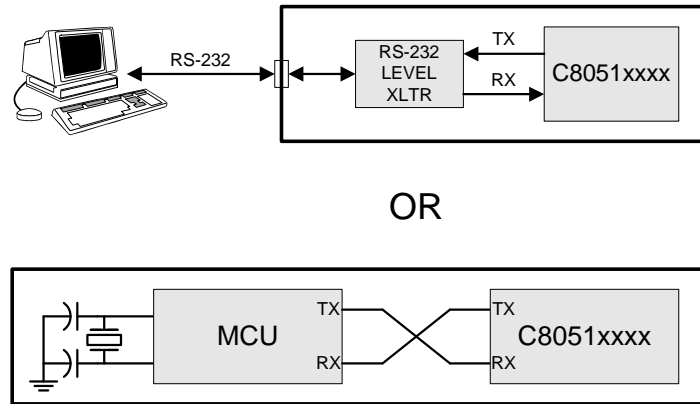 RS-232
RS-232
LEVEL
XLTR
TX
RX
C8051xxxx
OR
MCU
TX
RX
TX
RX
C8051xxxx